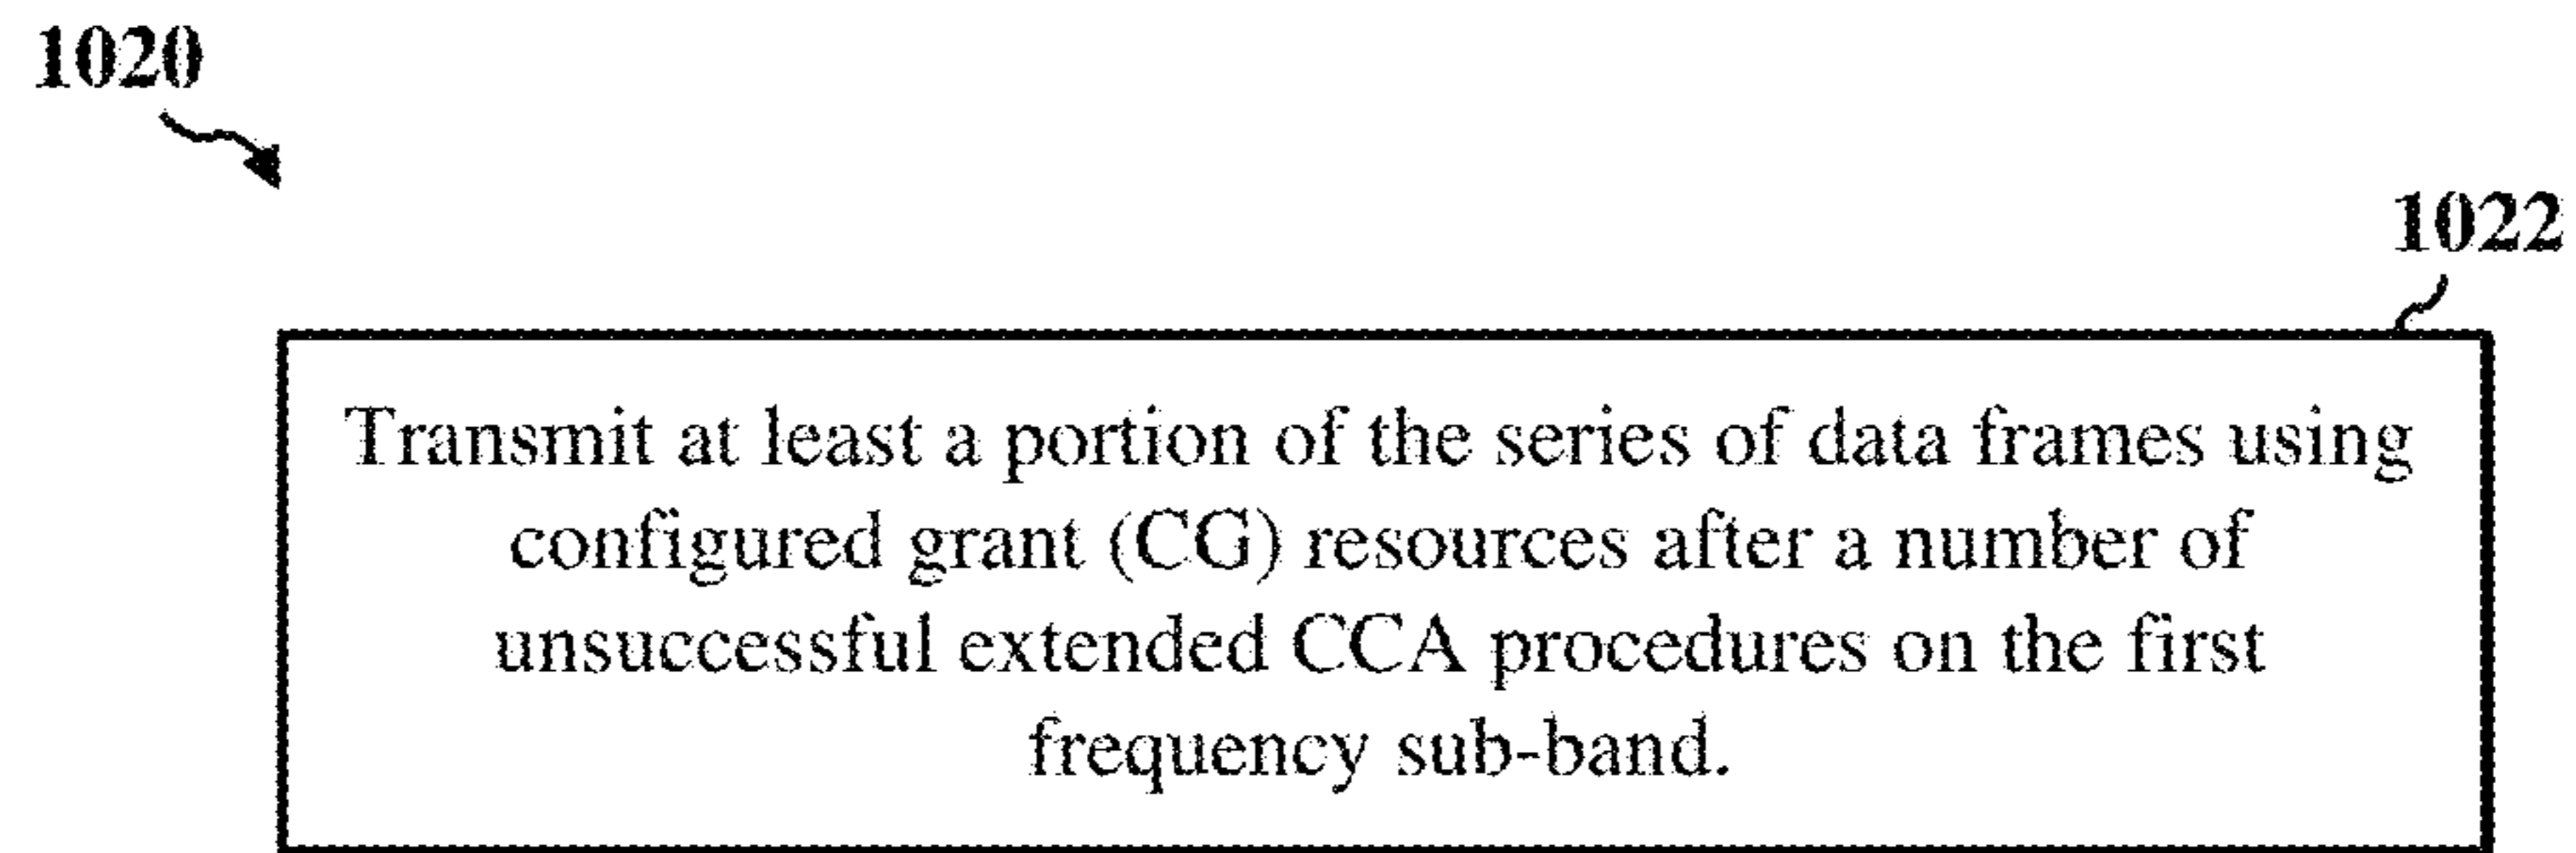 1020
1022
Transmit at least a portion of the series of data frames using
configured grant (CG) resources after a number of
unsuccessful extended CCA procedures on the first
frequency sub-band.